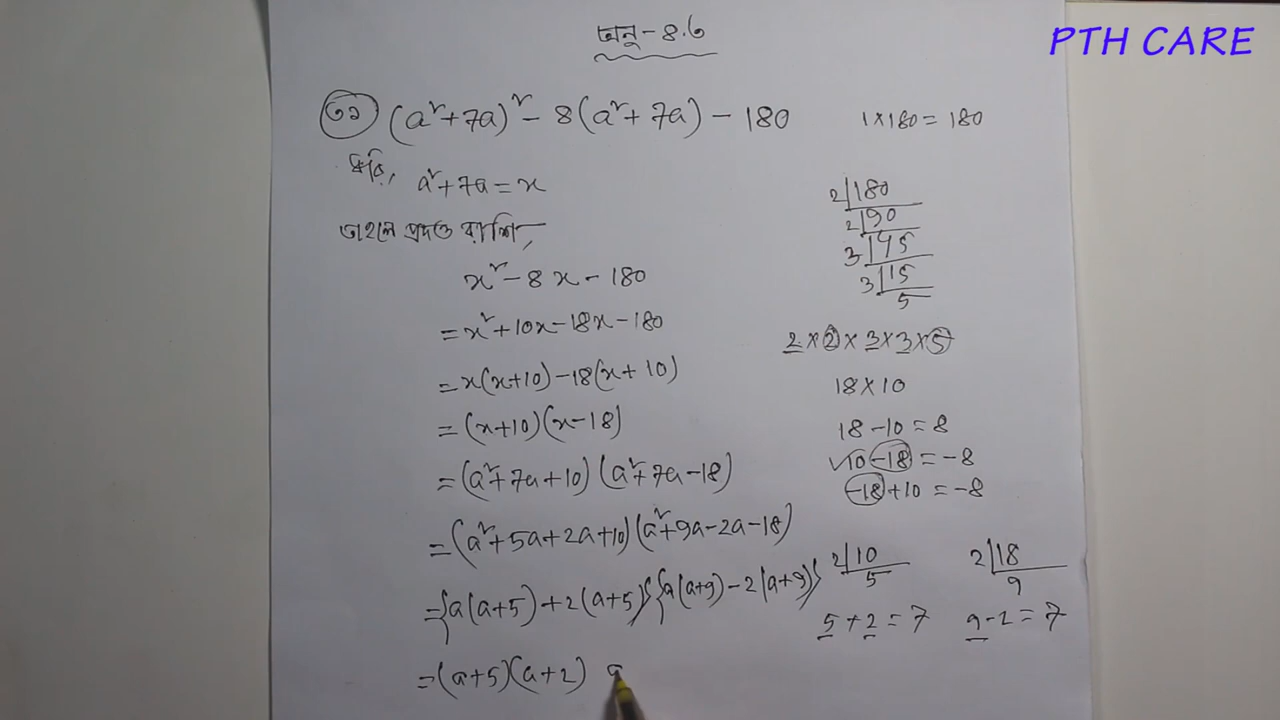 অনু - ৪.৬
PTH CARE
৩১ (a² + 7a)² - 8(a² + 7a) - 180
1 × 180 = 180
ধরি, a² + 7a = x
তাহলে প্রদত্ত রাশি,
x² - 8x - 180
= x² + 10x - 18x - 180
= x(x + 10) - 18(x + 10)
= (x + 10)(x - 18)
= (a² + 7a + 10)(a² + 7a - 18)
= (a² + 5a + 2a + 10)(a² + 9a - 2a - 18)
= {a(a + 5) + 2(a + 5)}{a(a + 9) - 2(a + 9)}
= (a + 5)(a + 2)
2 | 180
2 | 90
3 | 45
3 | 15
5
2 × 2 × 3 × 3 × 5
18 × 10
18 - 10 = 8
✓10 - 18 = -8
-18 + 10 = -8
2 | 10
5
5 + 2 = 7
2 | 18
9
9 - 2 = 7